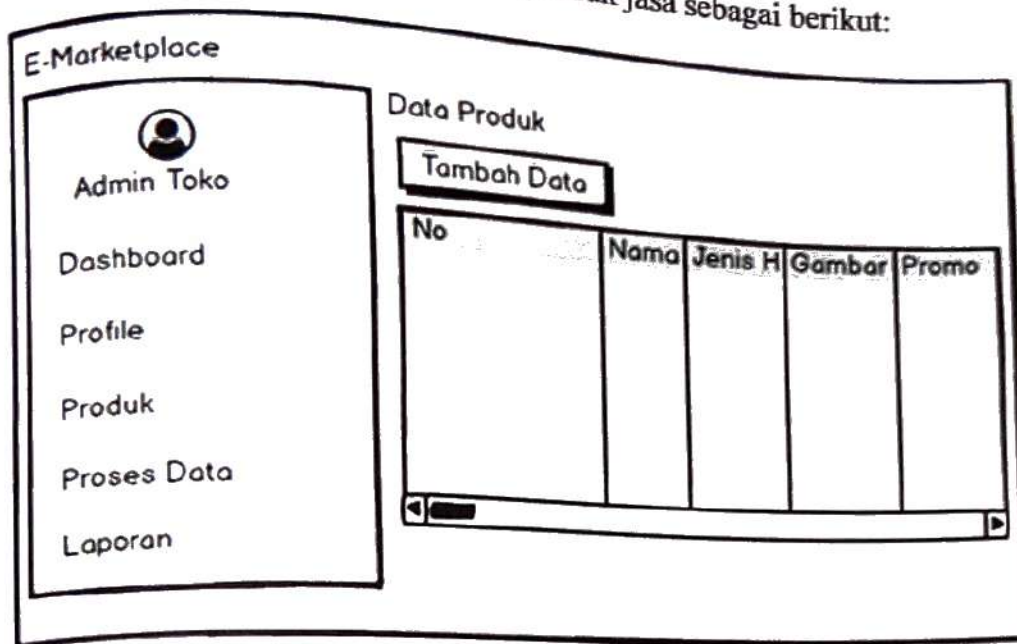 jasa sebagai berikut:
E-Marketplace
Admin Toko
Dashboard
Profile
Produk
Proses Data
Laporan
Data Produk
Tambah Data
No Nama Jenis H Gambar Promo